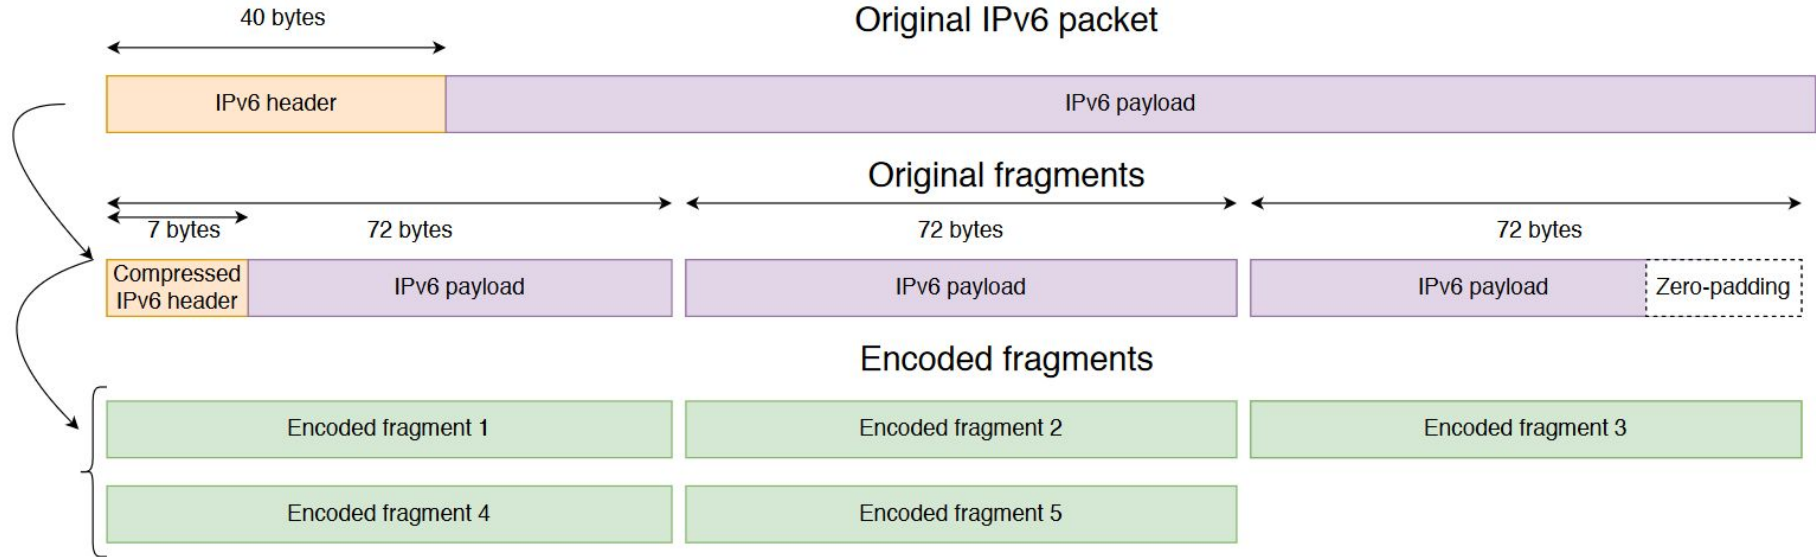 40 bytes
Original IPv6 packet
IPv6 header
IPv6 payload
Original fragments
7 bytes
72 bytes
72 bytes
72 bytes
Compressed
IPv6 header
IPv6 payload
IPv6 payload
IPv6 payload
Zero-padding
Encoded fragments
Encoded fragment 1
Encoded fragment 2
Encoded fragment 3
Encoded fragment 4
Encoded fragment 5